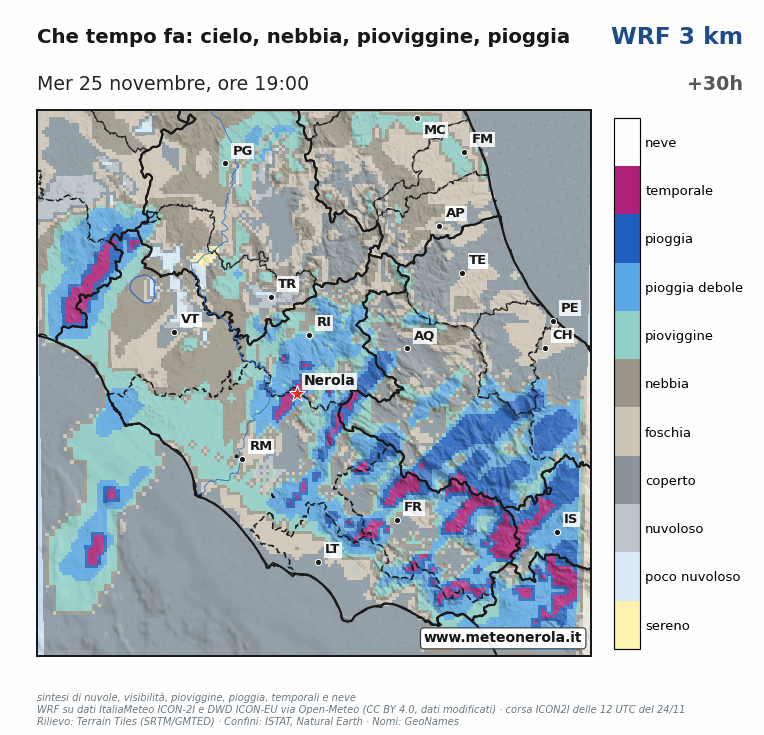 Che tempo fa: cielo, nebbia, pioviggine, pioggia
WRF 3 km
Mer 25 novembre, ore 19:00
+30h
MC
FM
PG
AP
TE
TR
PE
VT
RI
AQ
CH
Nerola
RM
FR
IS
LT
www.meteonerola.it
neve
temporale
pioggia
pioggia debole
pioviggine
nebbia
foschia
coperto
nuvoloso
poco nuvoloso
sereno
sintesi di nuvole, visibilità, pioviggine, pioggia, temporali e neve
WRF su dati ItaliaMeteo ICON-2I e DWD ICON-EU via Open-Meteo (CC BY 4.0, dati modificati) · corsa ICON2I delle 12 UTC del 24/11
Rilievo: Terrain Tiles (SRTM/GMTED) · Confini: ISTAT, Natural Earth · Nomi: GeoNames